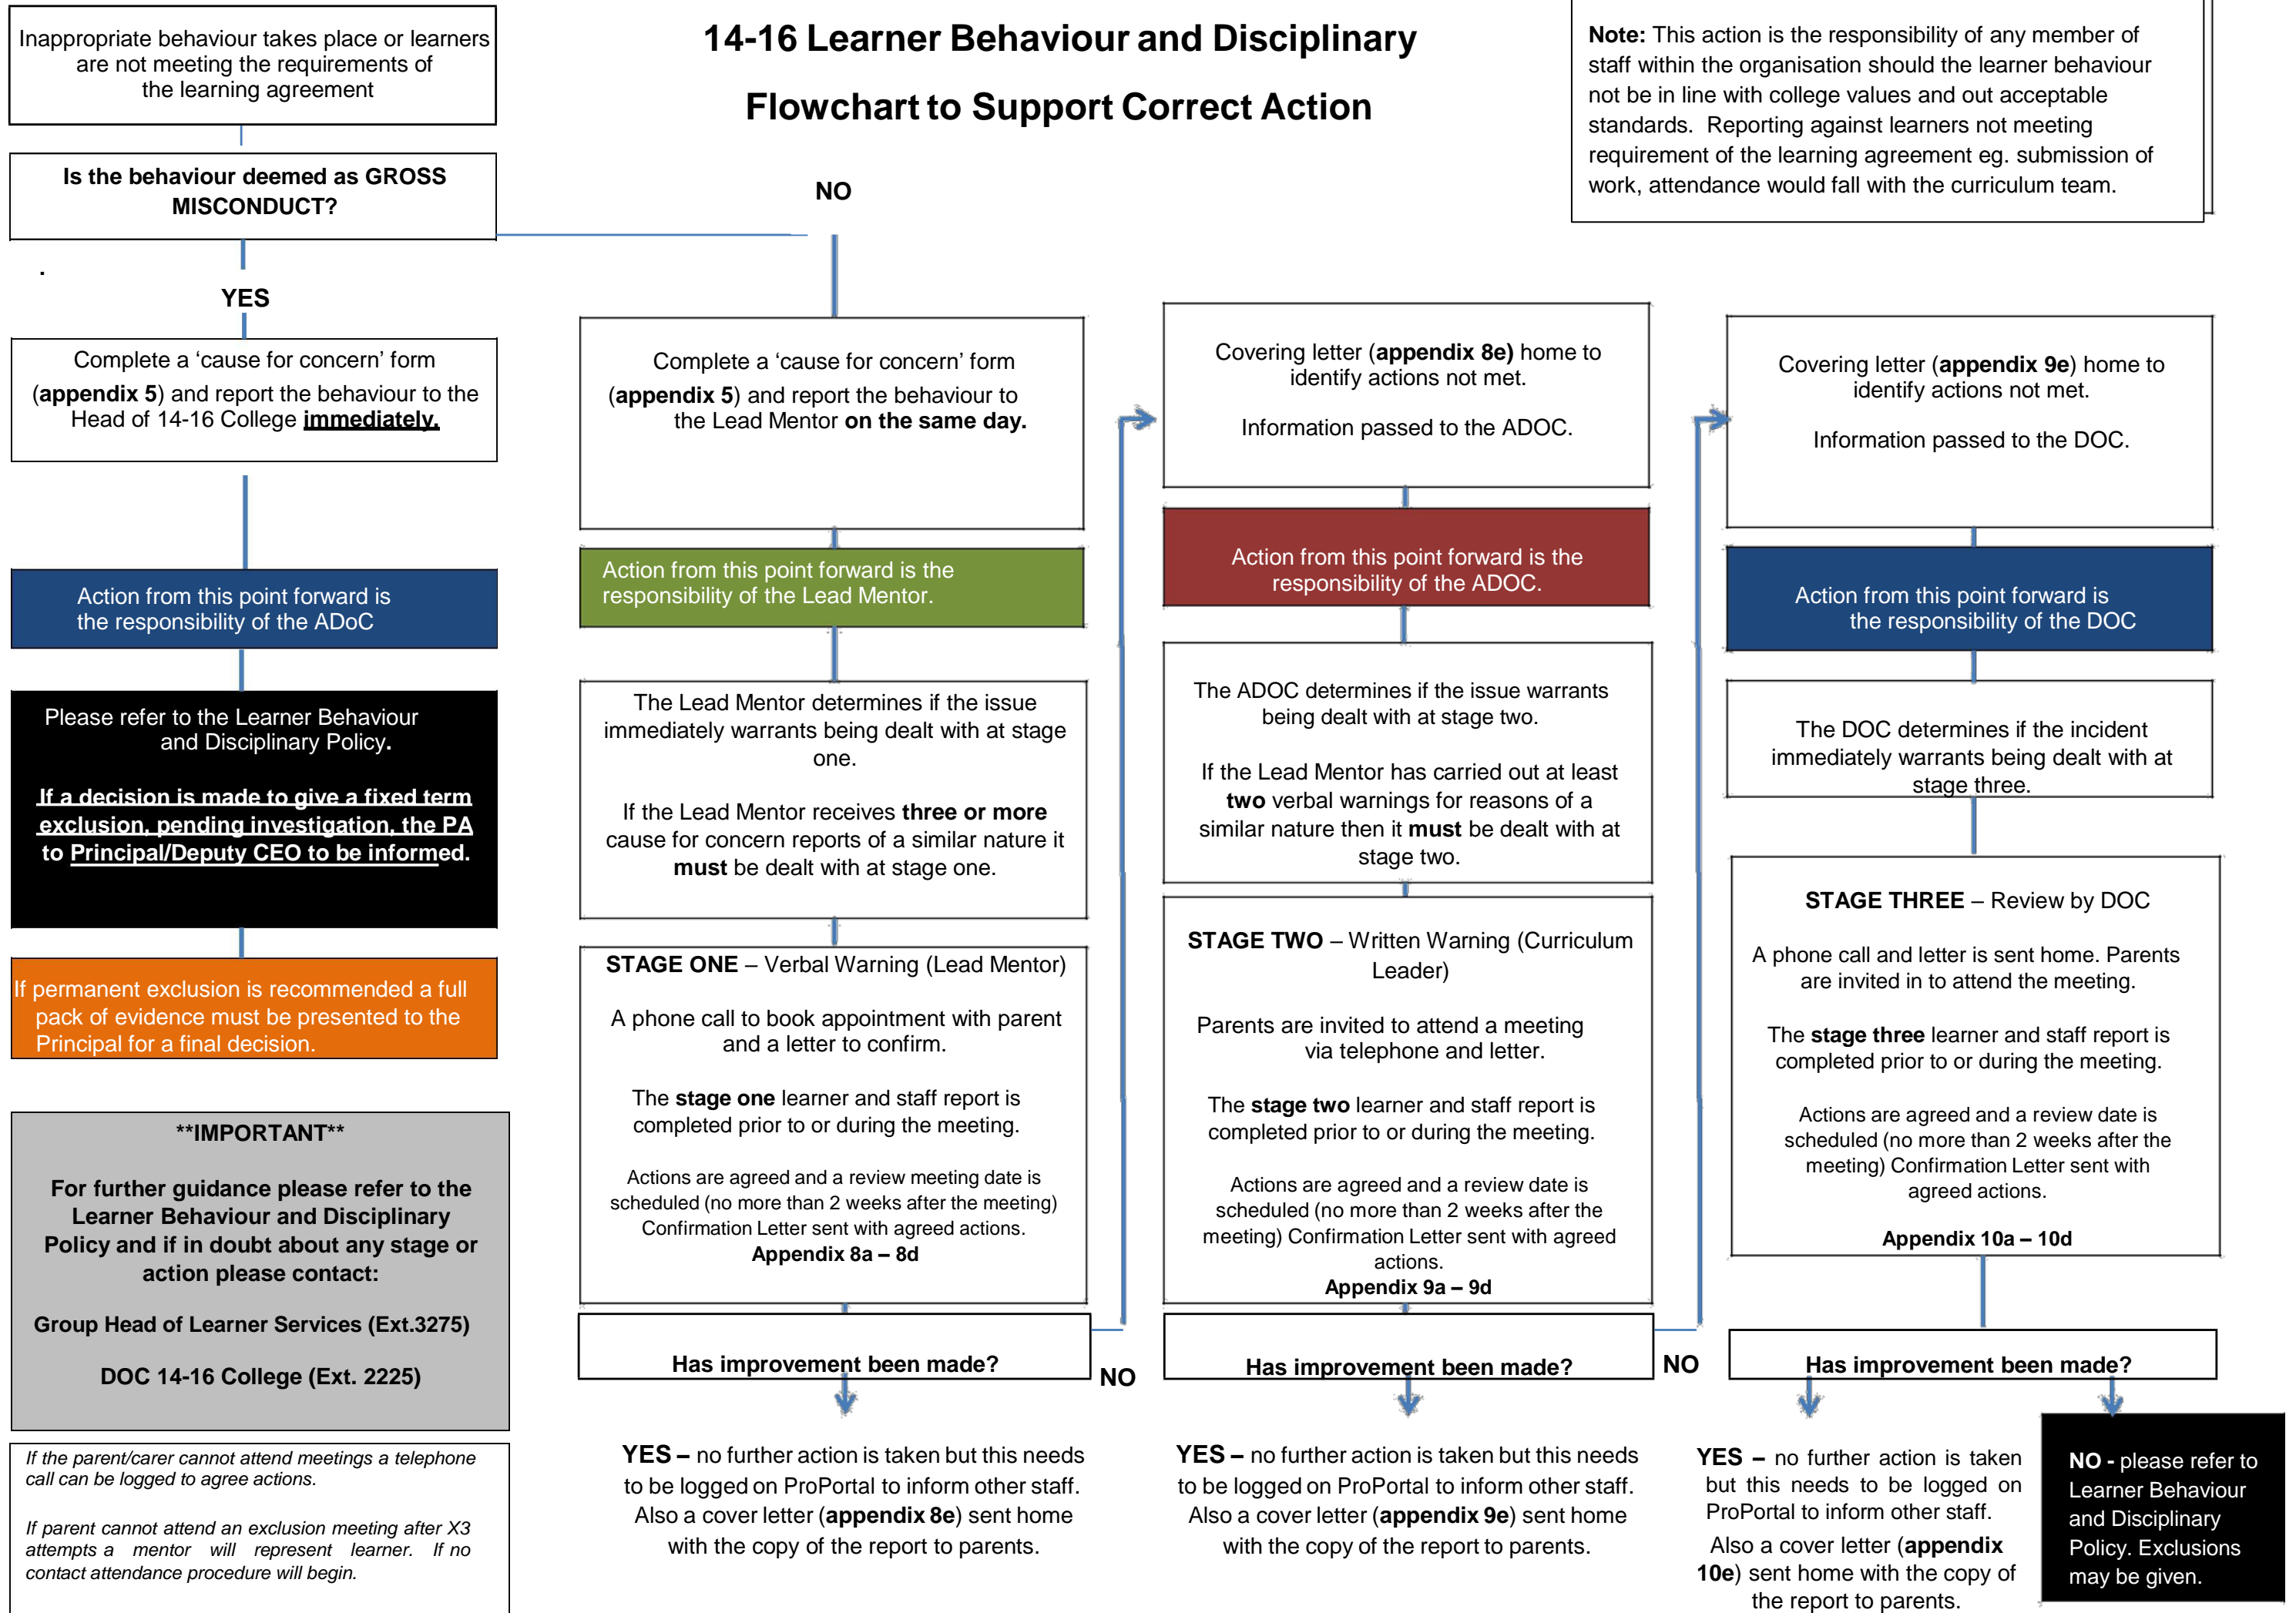 Inappropriate behaviour takes place or learners
are not meeting the requirements of
the learning agreement
14-16 Learner Behaviour and Disciplinary
Flowchart to Support Correct Action
Note: This action is the responsibility of any member of
staff within the organisation should the learner behaviour
not be in line with college values and out acceptable
standards. Reporting against learners not meeting
requirement of the learning agreement eg. submission of
work, attendance would fall with the curriculum team.
Is the behaviour deemed as GROSS
MISCONDUCT?
NO
.
YES
Complete a ‘cause for concern’ form
(appendix 5) and report the behaviour to the
Head of 14-16 College immediately.
Action from this point forward is
the responsibility of the ADoC
Please refer to the Learner Behaviour
and Disciplinary Policy.
If a decision is made to give a fixed term
exclusion, pending investigation, the PA
to Principal/Deputy CEO to be informed.
If permanent exclusion is recommended a full
pack of evidence must be presented to the
Principal for a final decision.
**IMPORTANT**
For further guidance please refer to the
Learner Behaviour and Disciplinary
Policy and if in doubt about any stage or
action please contact:
Group Head of Learner Services (Ext.3275)
DOC 14-16 College (Ext. 2225)
If the parent/carer cannot attend meetings a telephone
call can be logged to agree actions.
If parent cannot attend an exclusion meeting after X3
attempts a mentor will represent learner. If no
contact attendance procedure will begin.
Complete a ‘cause for concern’ form
(appendix 5) and report the behaviour to
the Lead Mentor on the same day.
Action from this point forward is the
responsibility of the Lead Mentor.
The Lead Mentor determines if the issue
immediately warrants being dealt with at stage
one.
If the Lead Mentor receives three or more
cause for concern reports of a similar nature it
must be dealt with at stage one.
STAGE ONE – Verbal Warning (Lead Mentor)
A phone call to book appointment with parent
and a letter to confirm.
The stage one learner and staff report is
completed prior to or during the meeting.
Actions are agreed and a review meeting date is
scheduled (no more than 2 weeks after the meeting)
Confirmation Letter sent with agreed actions.
Appendix 8a – 8d
Has improvement been made?
NO
YES – no further action is taken but this needs
to be logged on ProPortal to inform other staff.
Also a cover letter (appendix 8e) sent home
with the copy of the report to parents.
Covering letter (appendix 8e) home to
identify actions not met.
Information passed to the ADOC.
Action from this point forward is the
responsibility of the ADOC.
The ADOC determines if the issue warrants
being dealt with at stage two.
If the Lead Mentor has carried out at least
two verbal warnings for reasons of a
similar nature then it must be dealt with at
stage two.
STAGE TWO – Written Warning (Curriculum
Leader)
Parents are invited to attend a meeting
via telephone and letter.
The stage two learner and staff report is
completed prior to or during the meeting.
Actions are agreed and a review date is
scheduled (no more than 2 weeks after the
meeting) Confirmation Letter sent with agreed
actions.
Appendix 9a – 9d
Has improvement been made?
NO
YES – no further action is taken but this needs
to be logged on ProPortal to inform other staff.
Also a cover letter (appendix 9e) sent home
with the copy of the report to parents.
Covering letter (appendix 9e) home to
identify actions not met.
Information passed to the DOC.
Action from this point forward is
the responsibility of the DOC
The DOC determines if the incident
immediately warrants being dealt with at
stage three.
STAGE THREE – Review by DOC
A phone call and letter is sent home. Parents
are invited in to attend the meeting.
The stage three learner and staff report is
completed prior to or during the meeting.
Actions are agreed and a review date is
scheduled (no more than 2 weeks after the
meeting) Confirmation Letter sent with
agreed actions.
Appendix 10a – 10d
Has improvement been made?
YES – no further action is taken
but this needs to be logged on
ProPortal to inform other staff.
Also a cover letter (appendix
10e) sent home with the copy of
the report to parents.
NO - please refer to
Learner Behaviour
and Disciplinary
Policy. Exclusions
may be given.